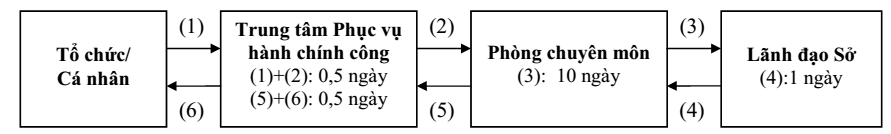 Tổ chức/
Cá nhân
(1)
(6)
Trung tâm Phục vụ
hành chính công
(1)+(2): 0,5 ngày
(5)+(6): 0,5 ngày
(2)
(5)
Phòng chuyên môn
(3): 10 ngày
(3)
(4)
Lãnh đạo Sở
(4):1 ngày